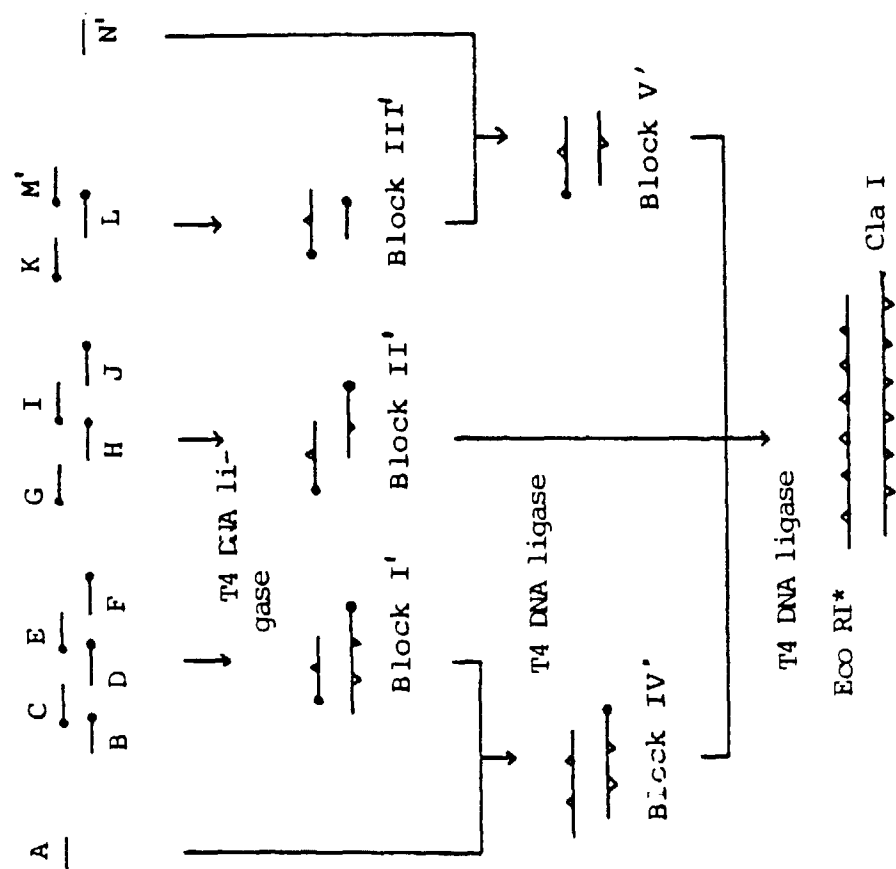 A
C E
G I
K M'
B D F
H J
L
N'
T4 DNA li-
gase
Block I'
Block II'
Block III'
T4 DNA ligase
Block IV'
Block V'
T4 DNA ligase
Eco RI*
Cla I